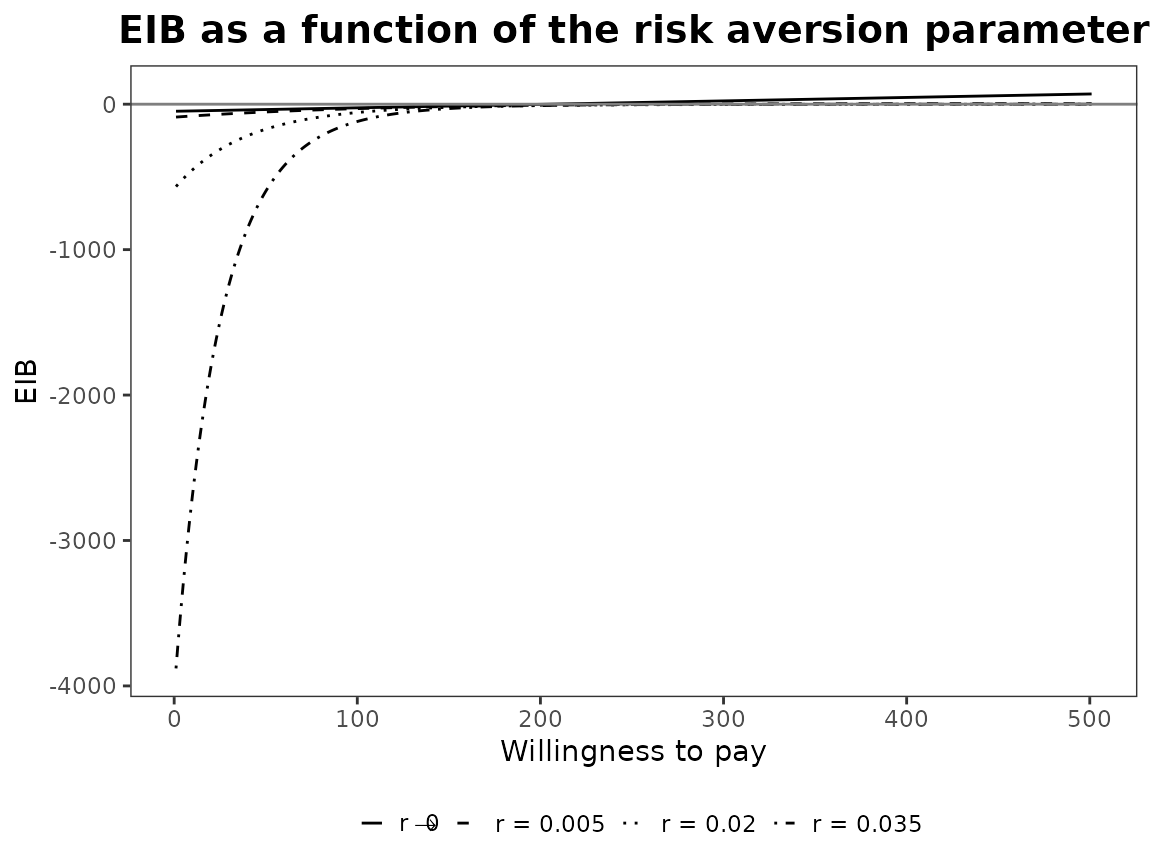 EIB as a function of the risk aversion parameter
0
-1000
-2000
-3000
-4000
EIB
0 100 200 300 400 500
Willingness to pay
r → 0 r = 0.005 r = 0.02 r = 0.035